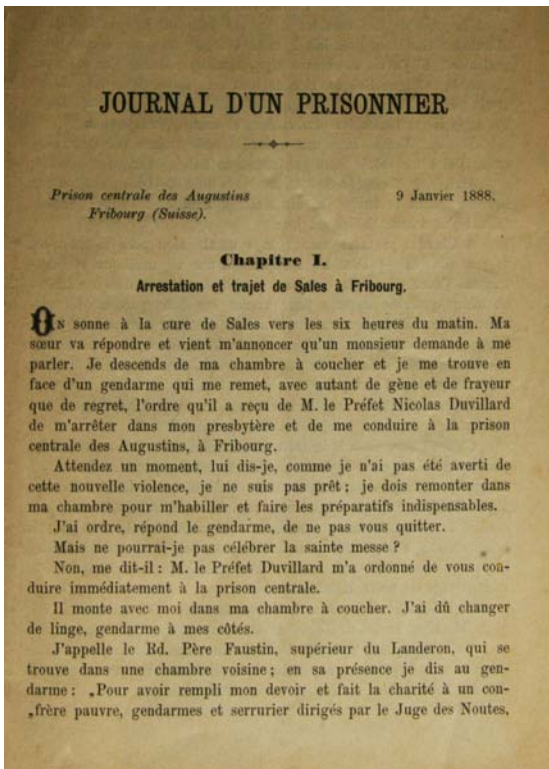 JOURNAL D'UN PRISONNIER
Prison centrale des Augustins 9 Janvier 1888.
Fribourg (Suisse).
Chapitre I.
Arrestation et trajet de Sales à Fribourg.
ON sonne à la cure de Sales vers les six heures du matin. Ma
sœur va répondre et vient m'annoncer qu'un monsieur demande à me
parler. Je descends de ma chambre à coucher et je me trouve en
face d'un gendarme qui me remet, avec autant de gène et de frayeur
que de regret, l'ordre qu'il a reçu de M. le Préfet Nicolas Duvillard
de m'arrêter dans mon presbytère et de me conduire à la prison
centrale des Augustins, à Fribourg.
Attendez un moment, lui dis-je, comme je n'ai pas été averti de
cette nouvelle violence, je ne suis pas prêt; je dois remonter dans
ma chambre pour m'habiller et faire les préparatifs indispensables.
J'ai ordre, répond le gendarme, de ne pas vous quitter.
Mais ne pourrai-je pas célébrer la sainte messe?
Non, me dit-il: M. le Préfet Duvillard m'a ordonné de vous con-
duire immédiatement à la prison centrale.
Il monte avec moi dans ma chambre à coucher. J'ai dû changer
de linge, gendarme à mes côtés.
J'appelle le Rd. Père Faustin, supérieur du Landeron, qui se
trouve dans une chambre voisine; en sa présence je dis au gen-
darme: „Pour avoir rempli mon devoir et fait la charité à un con-
„frère pauvre, gendarmes et serrurier dirigés par le Juge des Noutes,